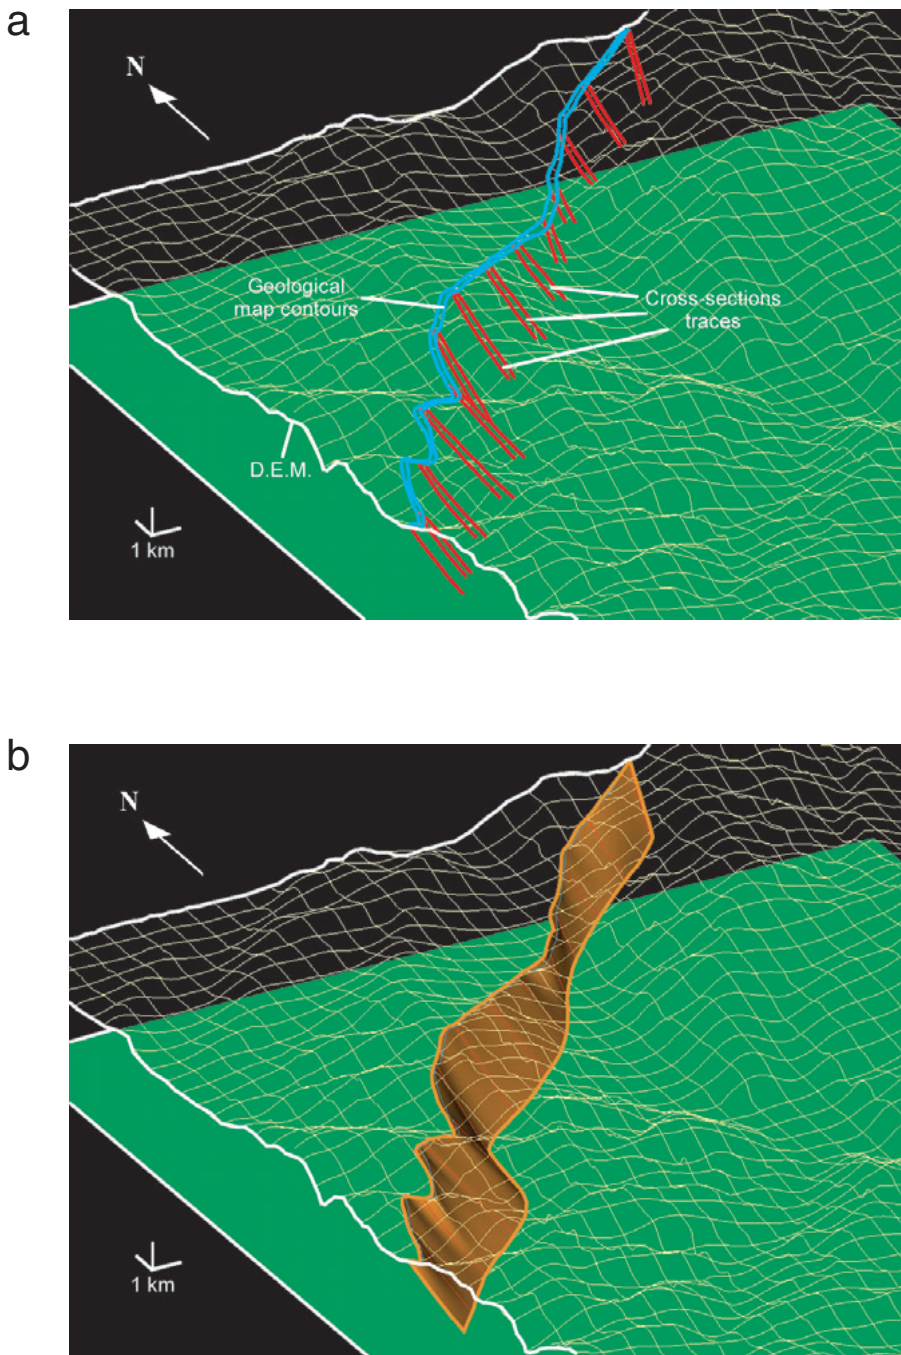 a
N
Geological
map contours
Cross-sections
traces
D.E.M.
1 km
b
N
1 km